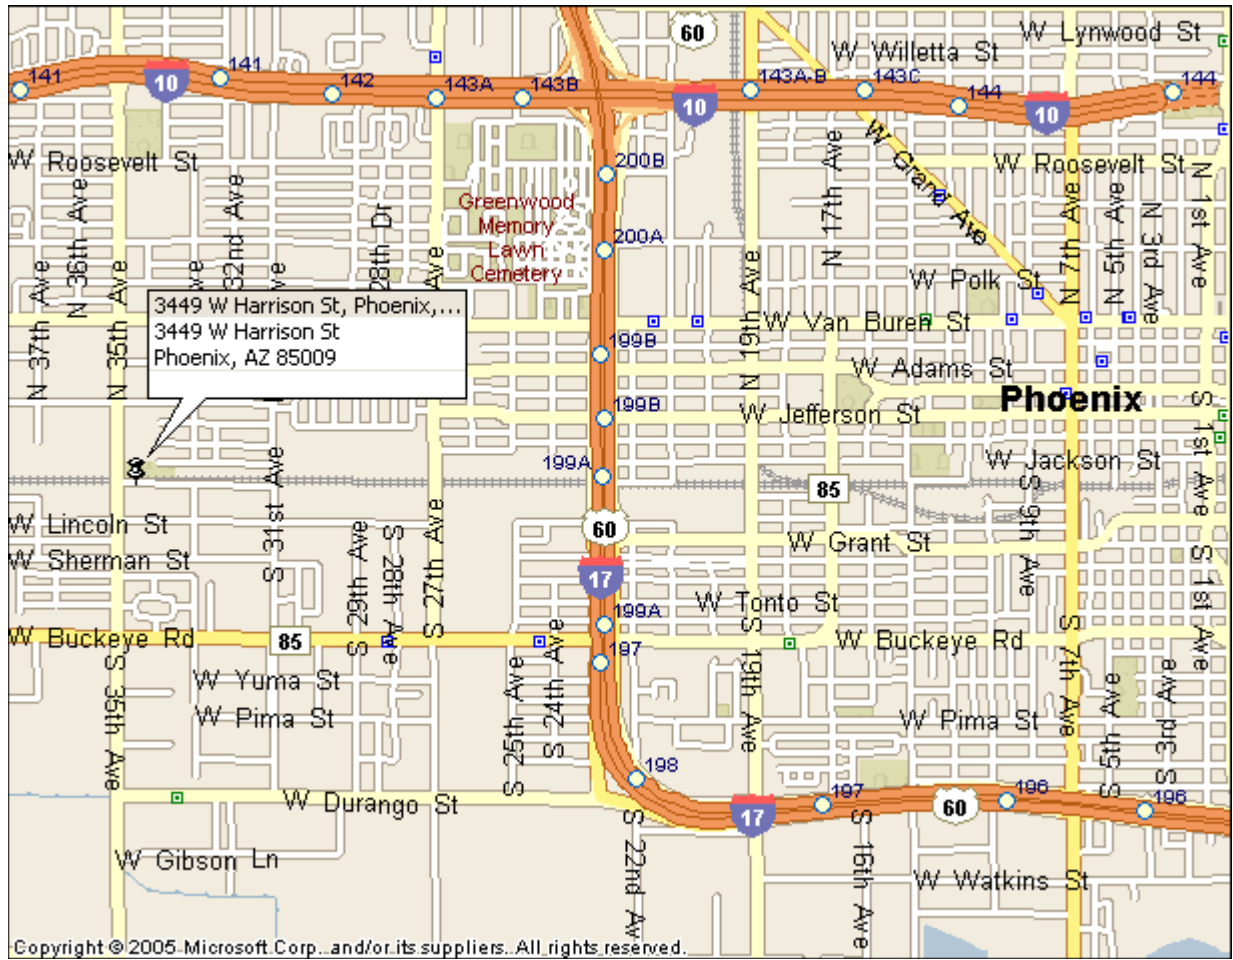 60
W Lynwood St
W Willetta St
141
10
141
142
143A
143B
10
143A-B
143C
144
10
144
W Roosevelt St
200B
W Grand Ave
W Roosevelt St
N 17th Ave
N 1st Ave
Greenwood
Memory
Lawn
Cemetery
N 36th Ave
32nd Ave
28th Dr
200A
N 7th Ave
N 5th Ave
N 3rd Ave
N 37th Ave
N 35th Ave
Ave
Ave
Ave
N 19th Ave
W Polk St
3449 W Harrison St, Phoenix,...
3449 W Harrison St
Phoenix, AZ 85009
W Van Buren St
199B
W Adams St
Phoenix
199B
W Jefferson St
S 1st Ave
199A
W Jackson St
85
S 9th Ave
W Lincoln St
S 31st Ave
60
W Grant St
W Sherman St
S 29th Ave
S 28th Ave
S 27th Ave
17
S 1st Ave
199A
W Tonto St
W Buckeye Rd
85
197
W Buckeye Rd
S 35th Ave
W Yuma St
S 25th Ave
S 24th Ave
S 19th Ave
S 7th Ave
S 5th Ave
S 3rd Ave
W Pima St
W Pima St
198
W Durango St
17
197
60
196
196
S 22nd Av
S 16th Ave
W Gibson Ln
W Watkins St
Copyright © 2005 Microsoft Corp. and/or its suppliers. All rights reserved.